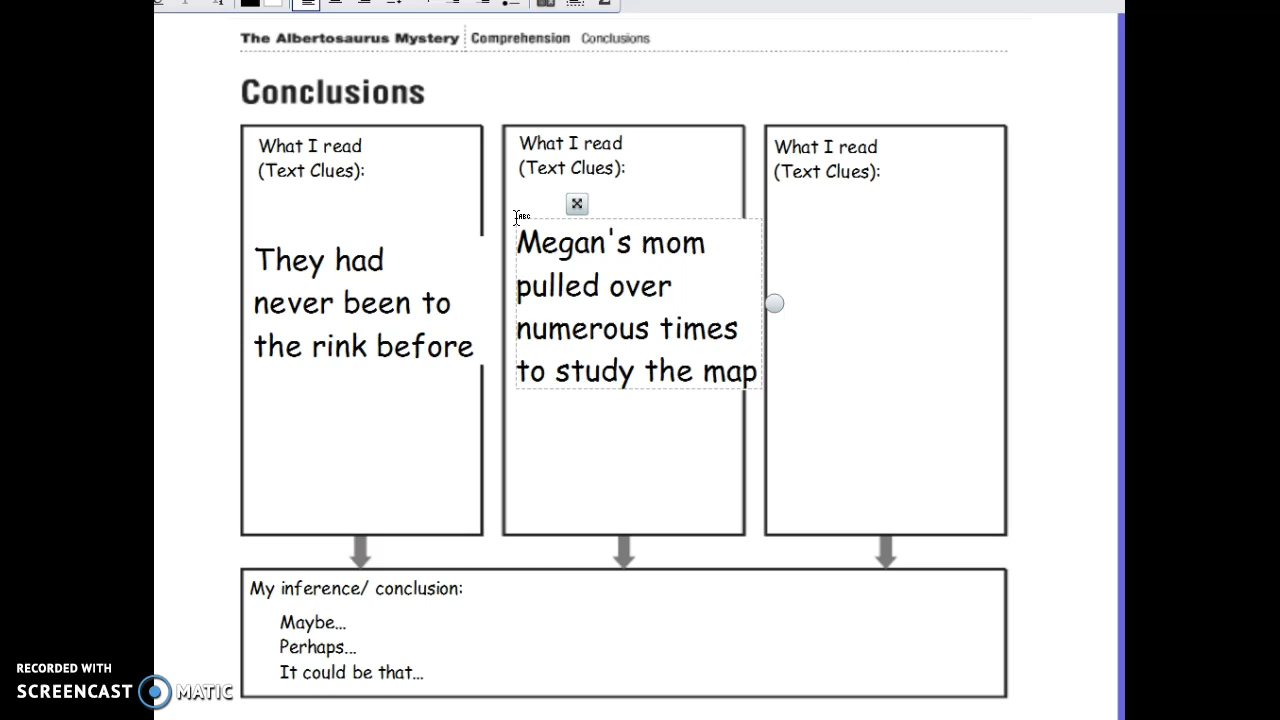 The Albertosaurus Mystery Comprehension Conclusions
Conclusions
What I read
(Text Clues):
They had
never been to
the rink before
What I read
(Text Clues):
ABC
Megan's mom
pulled over
numerous times
to study the map
What I read
(Text Clues):
My inference/ conclusion:
Maybe...
Perhaps...
It could be that...
RECORDED WITH
SCREENCAST MATIC